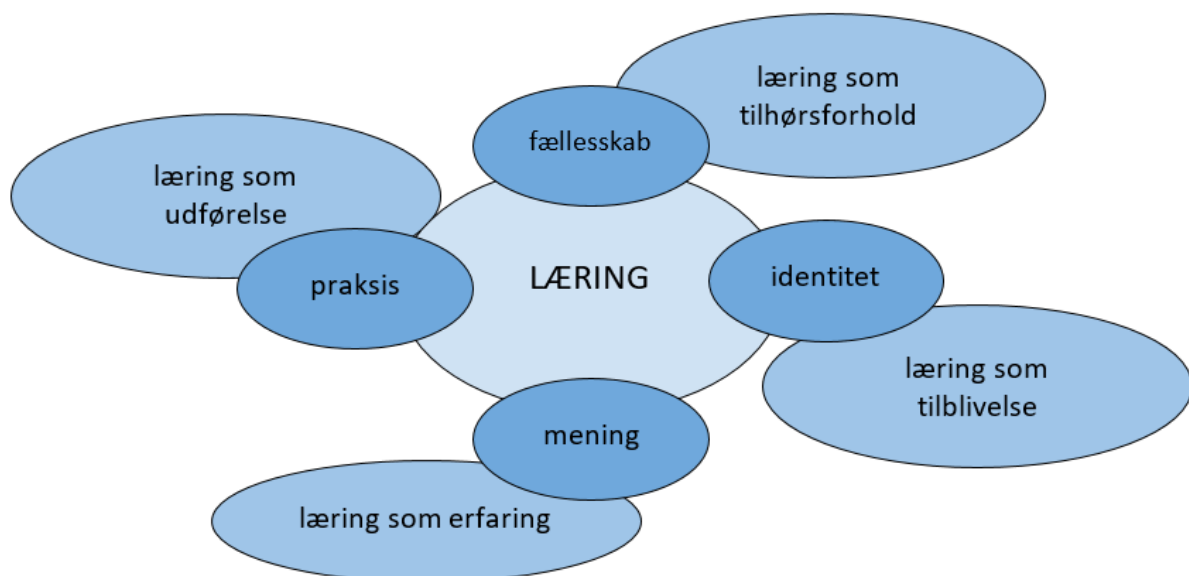 læring som
tilhørsforhold
fællesskab
læring som
udførelse
praksis
LÆRING
identitet
læring som
tilblivelse
mening
læring som erfaring